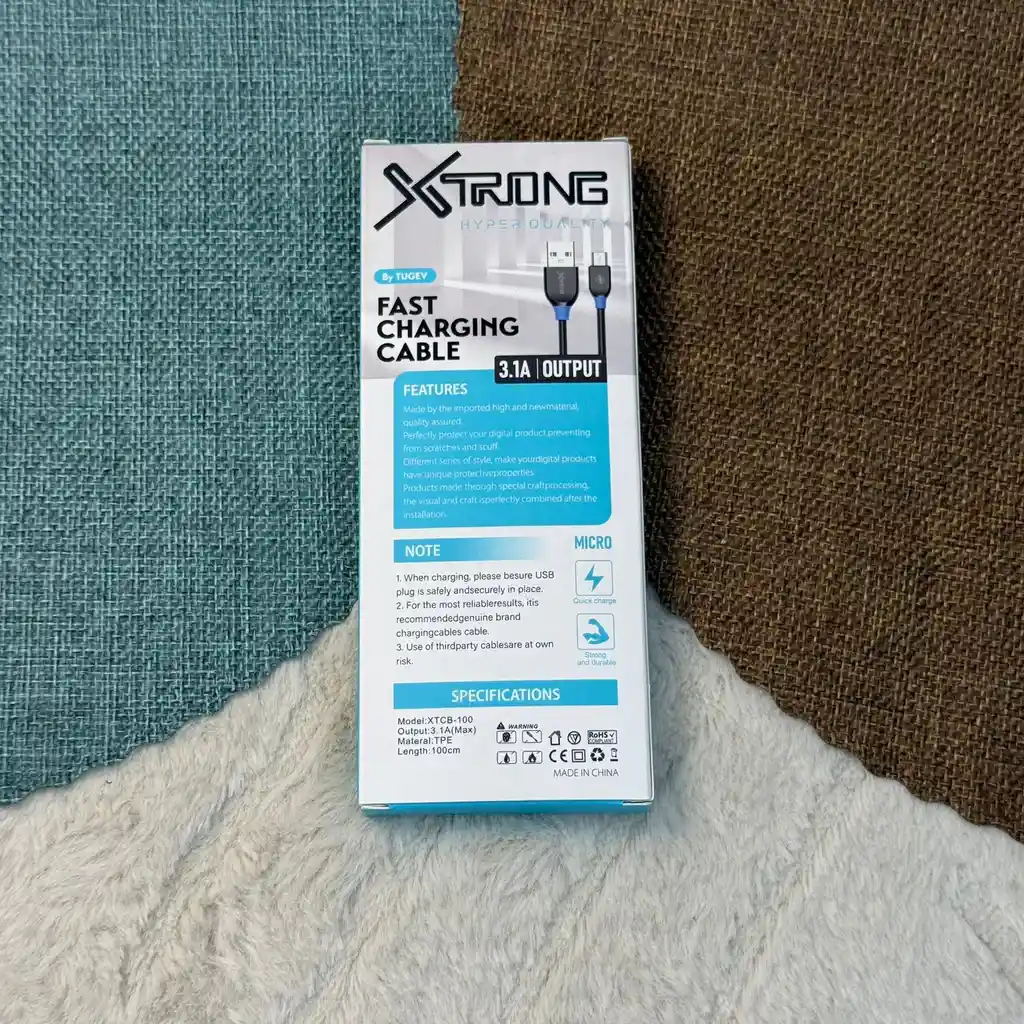 XTRONG
HYPER QUALITY
By TUGEV
FAST
CHARGING
CABLE
3.1A OUTPUT
FEATURES
Made by the imported high and newmaterial,
quality assured.
Perfectly protect your digital product preventing
from scratches and scuff.
Different series of style, make yourdigital products
have unique protectiveproperties.
Products made through special craftprocessing,
the visual and craft isperfectly combined after the
installation.
NOTE
1. When charging, please besure USB
plug is safely andsecurely in place.
2. For the most reliableresults, itis
recommendedgenuine brand
chargingcables cable.
3. Use of thirdparty cablesare at own
risk.
MICRO
Quick charge
Strong
and durable
SPECIFICATIONS
Model:XTCB-100
Output:3.1A(Max)
Materal:TPE
Length:100cm
WARNING
RoHS
COMPLIANT
CE
MADE IN CHINA